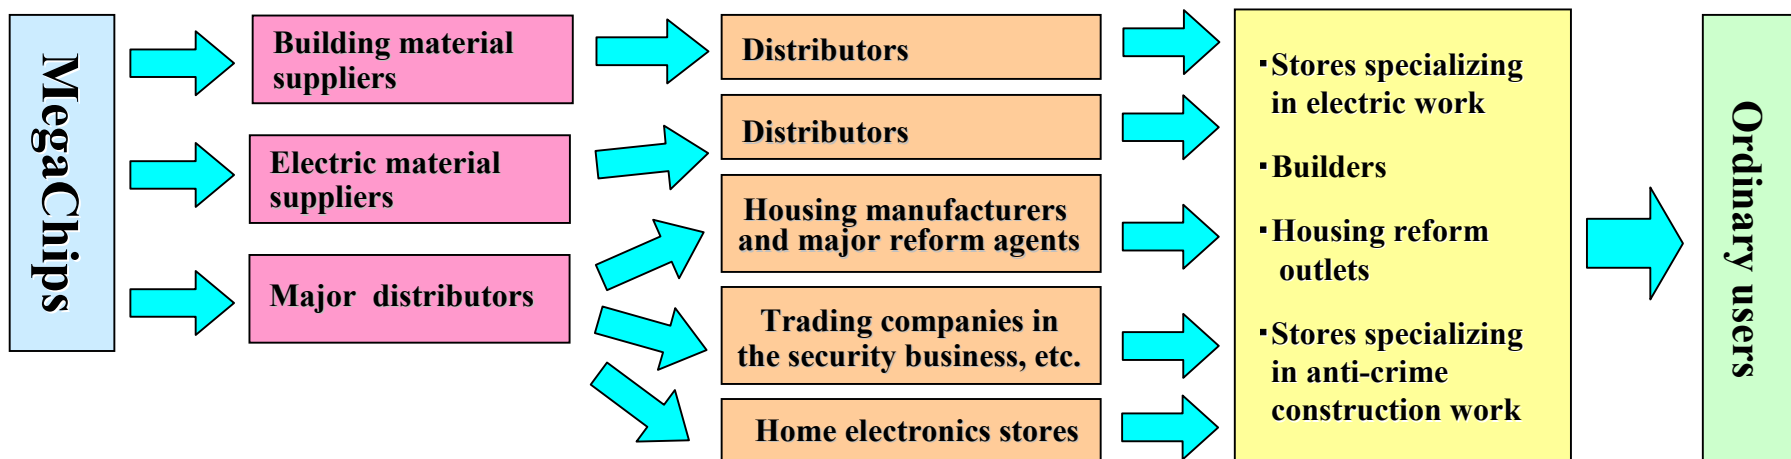 MegaChips
Building material
suppliers
Electric material
suppliers
Major distributors
Distributors
Distributors
Housing manufacturers
and major reform agents
Trading companies in
the security business, etc.
Home electronics stores
・Stores specializing
in electric work
・Builders
・Housing reform
outlets
・Stores specializing
in anti-crime
construction work
Ordinary users